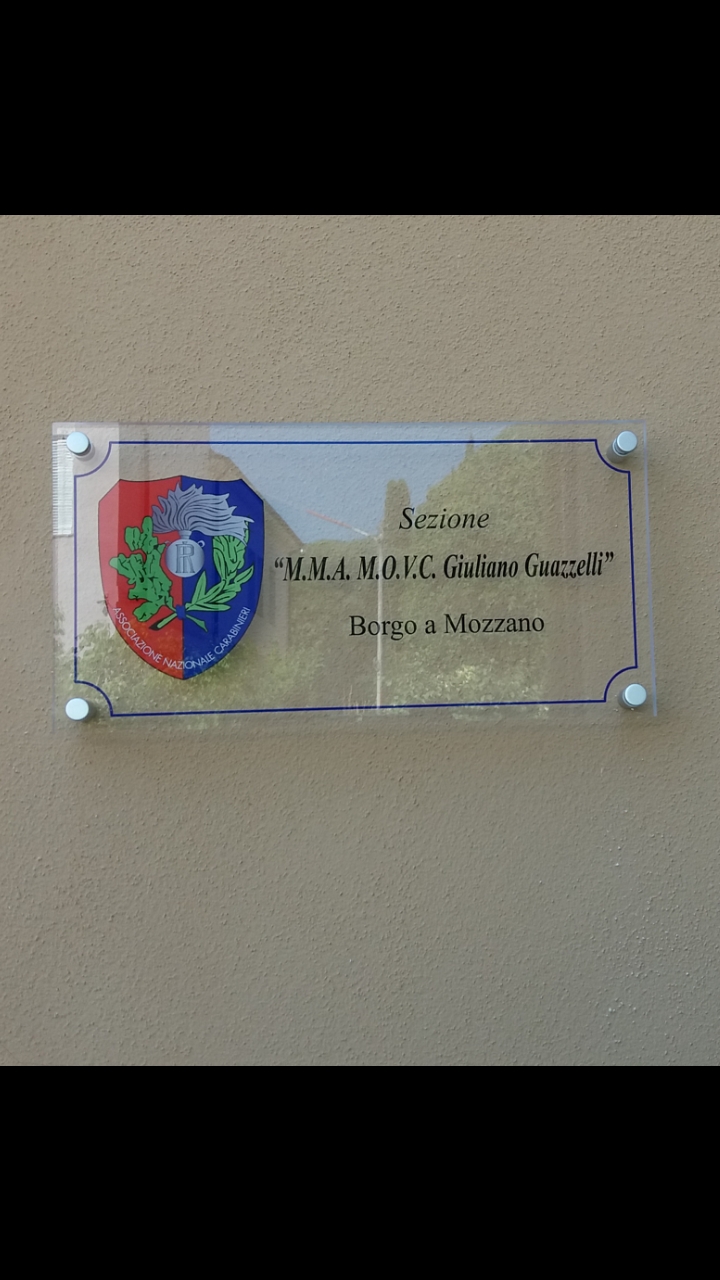 Sezione
“M.M.A. M.O.V.C. Giuliano Guazzelli”
Borgo a Mozzano
ASSOCIAZIONE NAZIONALE CARABINIERI